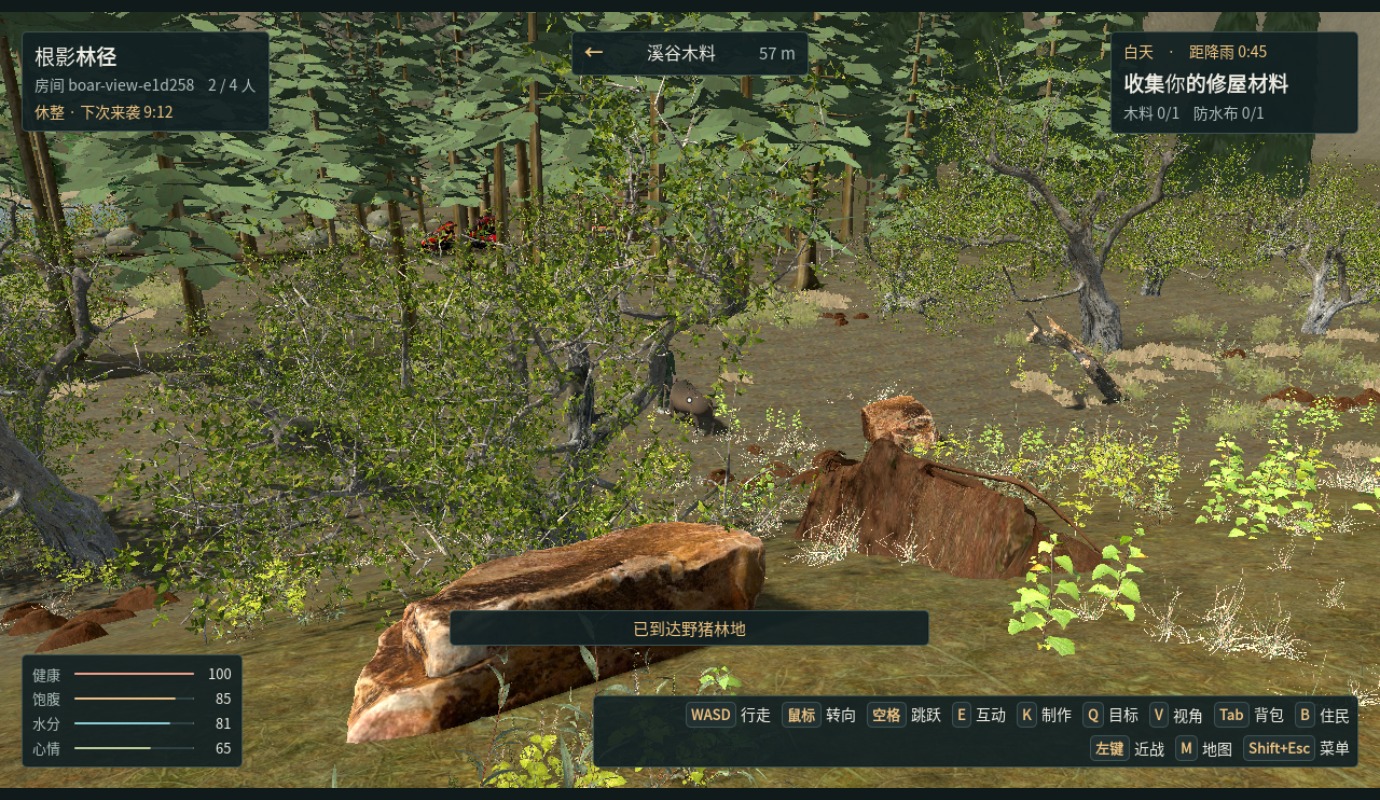 根影林径
房间 boar-view-e1d258 2 / 4 人
休整 · 下次来袭 9:12
← 溪谷木料 57 m
白天 · 距降雨 0:45
收集你的修屋材料
木料 0/1 防水布 0/1
已到达野猪林地
健康 100
饱腹 85
水分 81
心情 65
WASD 行走 鼠标 转向 空格 跳跃 E 互动 K 制作 Q 目标 V 视角 Tab 背包 B 住民
左键 近战 M 地图 Shift+Esc 菜单